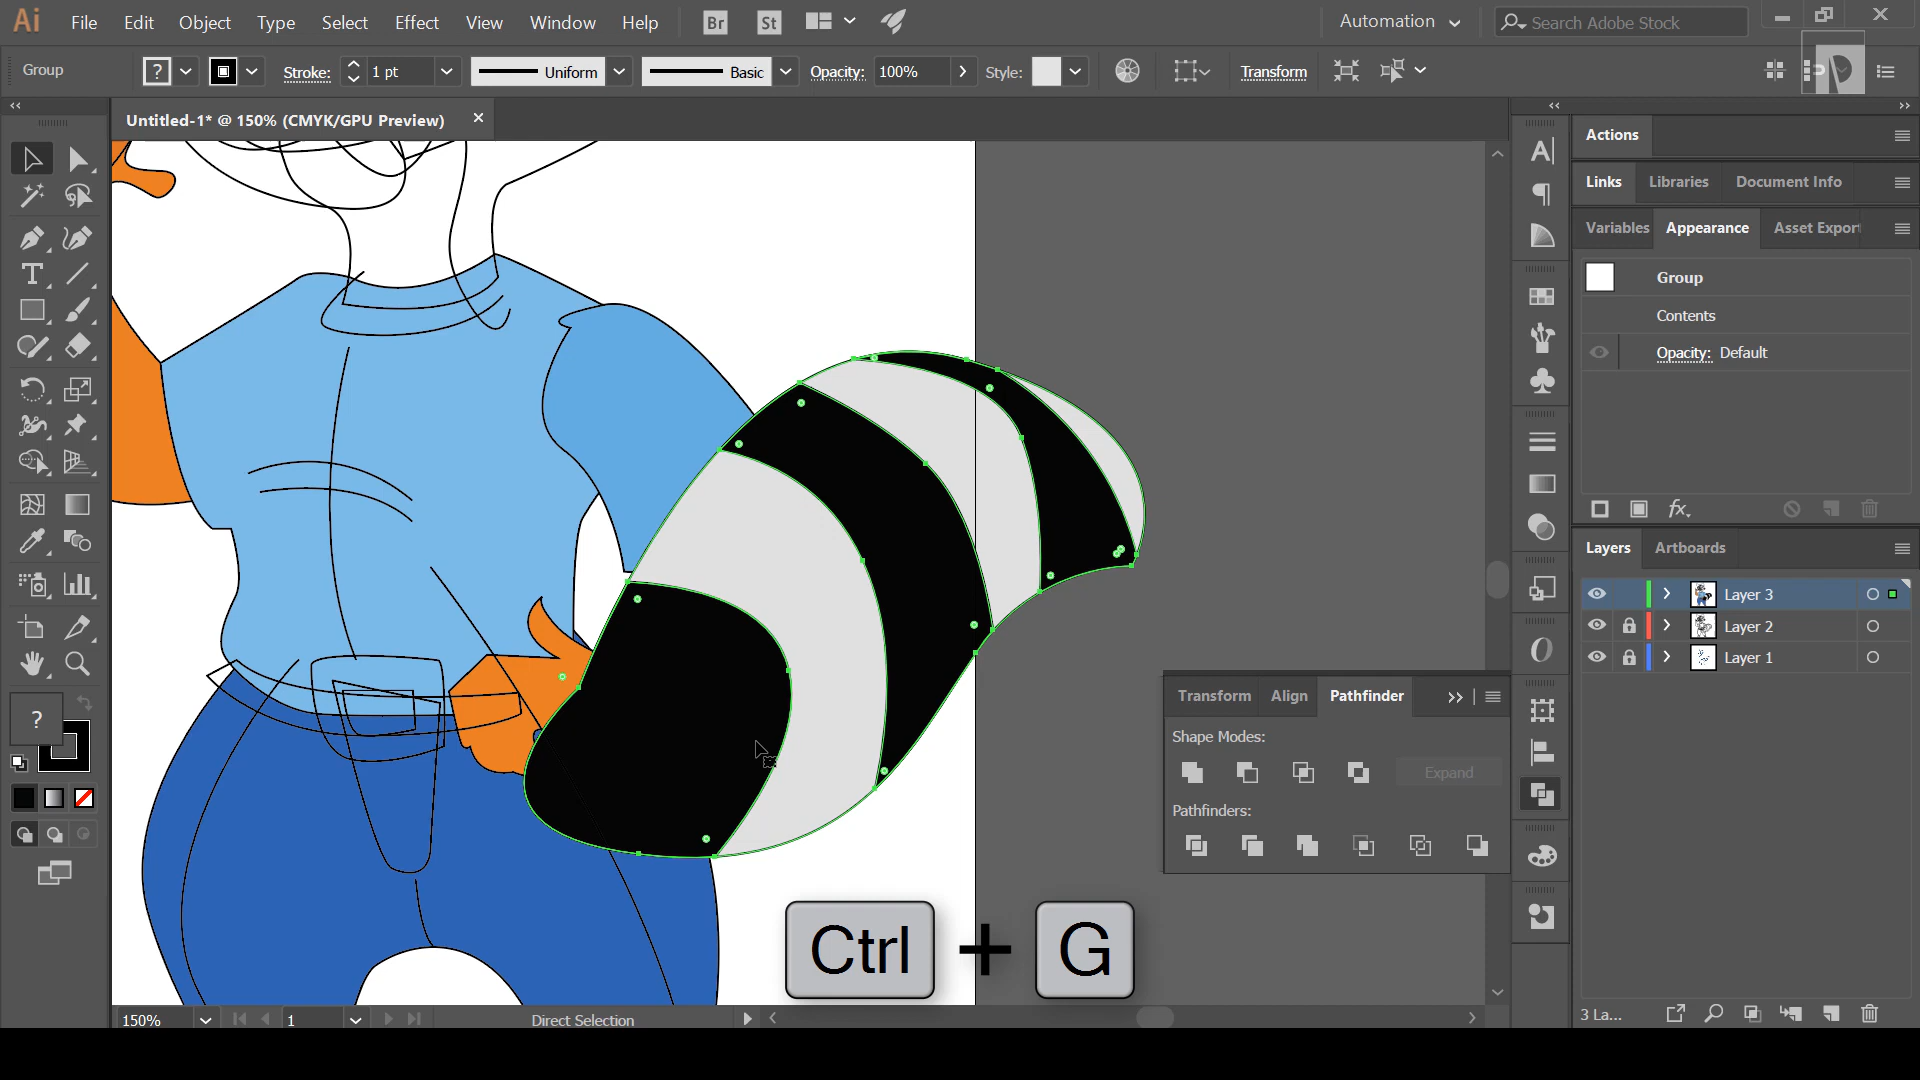 Ai File Edit Object Type Select Effect View Window Help Br St Automation Search Adobe Stock
Group ? Stroke: 1 pt Uniform Basic Opacity: 100% Style: Transform
Untitled-1* @ 150% (CMYK/GPU Preview)
Actions
Links Libraries Document Info
Variables Appearance Asset Export
Group
Contents
Opacity: Default
fx
Layers Artboards
Layer 3
Layer 2
Layer 1
Transform Align Pathfinder
Shape Modes:
Expand
Pathfinders:
?
Ctrl + G
150% 1 Direct Selection
3 La...